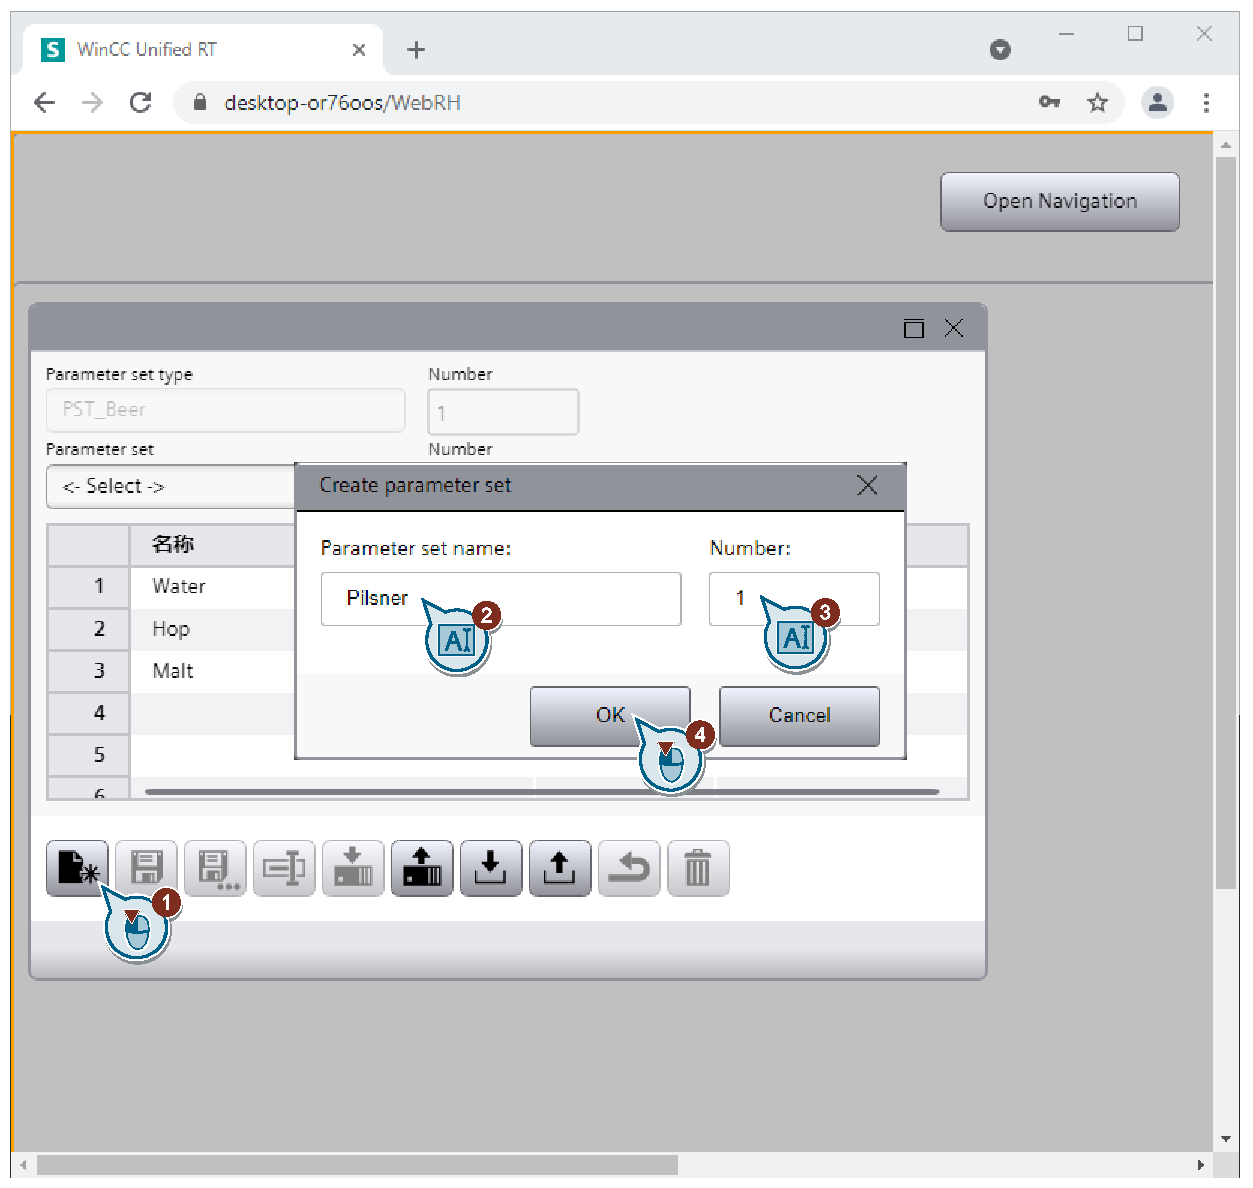 S WinCC Unified RT
desktop-or76oos/WebRH
Open Navigation
Parameter set type Number
PST_Beer 1
Parameter set Number
<- Select ->
Create parameter set
名称
Parameter set name: Number:
1 Water
Pilsner 1
2
3
AI
AI
2 Hop
3 Malt
4
OK Cancel
4
5
6
1